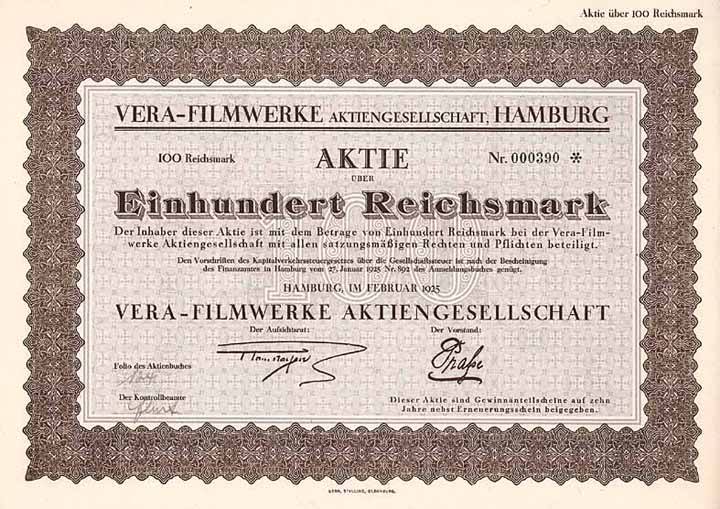 Aktie über 100 Reichsmark
VERA-FILMWERKE AKTIENGESELLSCHAFT, HAMBURG
100 Reichsmark AKTIE Nr. 000390 *
ÜBER
Einhundert Reichsmark
Der Inhaber dieser Aktie ist mit dem Betrage von Einhundert Reichsmark bei der Vera-Film-
werke Aktiengesellschaft mit allen satzungsmäßigen Rechten und Pflichten beteiligt.
Den Vorschriften des Kapitalverkehrssteuergesetzes über die Gesellschaftssteuer ist nach der Bescheinigung
des Finanzamtes in Hamburg vom 27. Januar 1925 Nr. 892 des Anmeldungsbuches genügt.
100
HAMBURG, IM FEBRUAR 1925
VERA-FILMWERKE AKTIENGESELLSCHAFT
Der Aufsichtsrat: Der Vorstand:
Folio des Aktienbuches
Der Kontrollbeamte
Dieser Aktie sind Gewinnanteilscheine auf zehn
Jahre nebst Erneuerungsschein beigegeben.
GERH. STALLING, OLDENBURG.